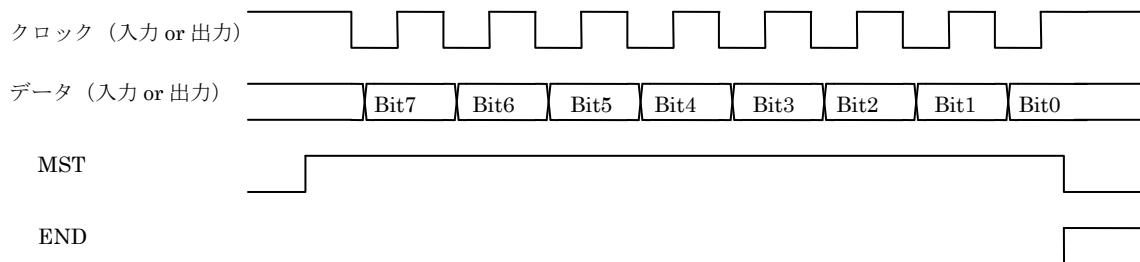 クロック（入力 or 出力）
データ（入力 or 出力）
Bit7 Bit6 Bit5 Bit4 Bit3 Bit2 Bit1 Bit0
MST
END